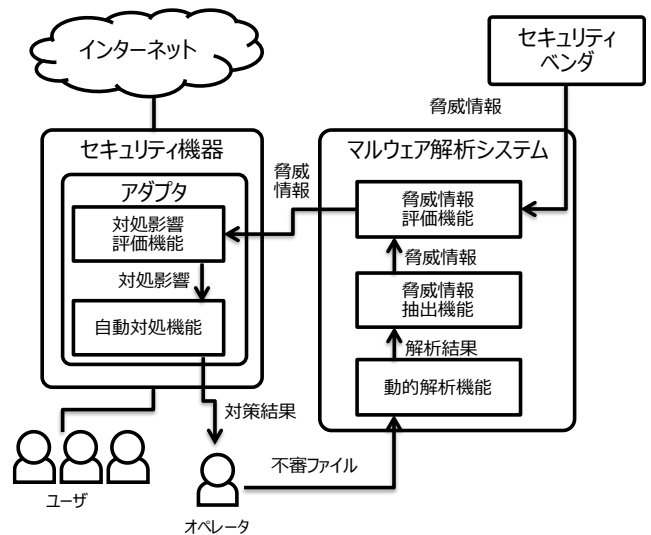 インターネット
セキュリティ
ベンダ
脅威情報
セキュリティ機器
マルウェア解析システム
脅威
情報
アダプタ
対処影響
評価機能
脅威情報
評価機能
対処影響
脅威情報
自動対処機能
脅威情報
抽出機能
解析結果
動的解析機能
対策結果
不審ファイル
ユーザ
オペレータ